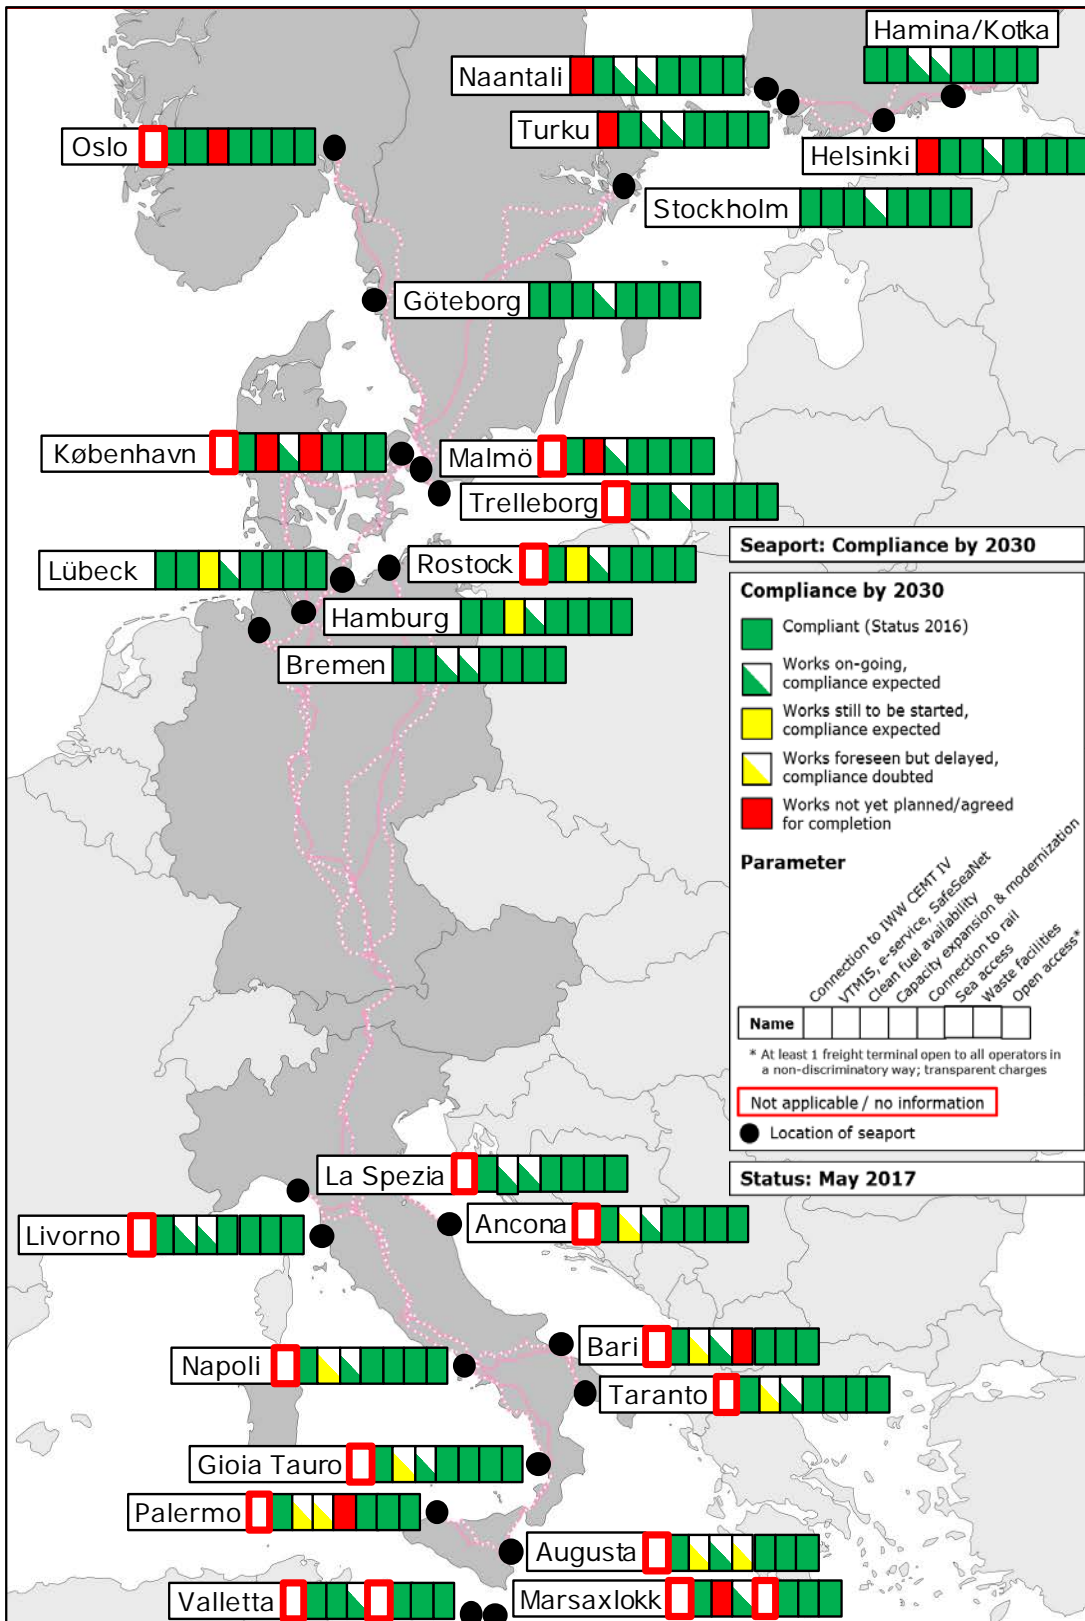 Hamina/Kotka
Naantali
Turku
Oslo
Helsinki
Stockholm
Göteborg
København
Malmö
Trelleborg
Lübeck
Rostock
Hamburg
Bremen
Seaport: Compliance by 2030
Compliance by 2030
Compliant (Status 2016)
Works on-going,
compliance expected
Works still to be started,
compliance expected
Works foreseen but delayed,
compliance doubted
Works not yet planned/agreed
for completion
Parameter
Connection to IWW CEMT IV
VTMIS, e-service, SafeSeaNet
Clean fuel availability
Capacity expansion & modernization
Connection to rail
Sea access
Waste facilities
Open access*
Name
* At least 1 freight terminal open to all operators in
a non-discriminatory way; transparent charges
Not applicable / no information
Location of seaport
Status: May 2017
La Spezia
Livorno
Ancona
Bari
Napoli
Taranto
Gioia Tauro
Palermo
Augusta
Valletta
Marsaxlokk